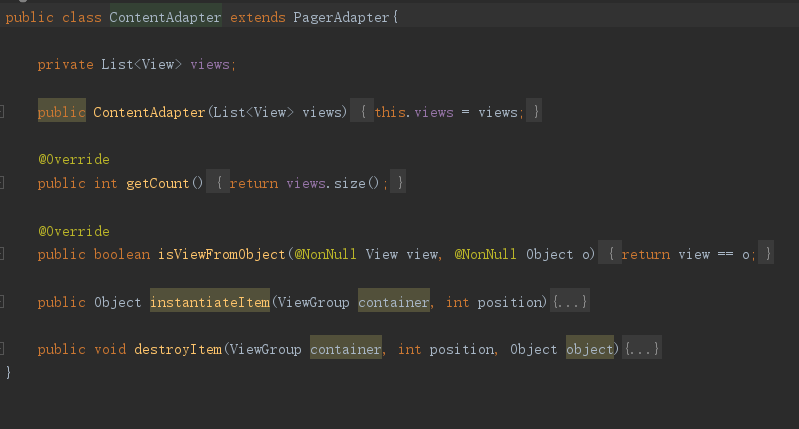 public class ContentAdapter extends PagerAdapter{
private List<View> views;
public ContentAdapter(List<View> views) { this.views = views; }
@Override
public int getCount() { return views.size(); }
@Override
public boolean isViewFromObject(@NonNull View view, @NonNull Object o) { return view == o; }
public Object instantiateItem(ViewGroup container, int position){...}
public void destroyItem(ViewGroup container, int position, Object object){...}
}